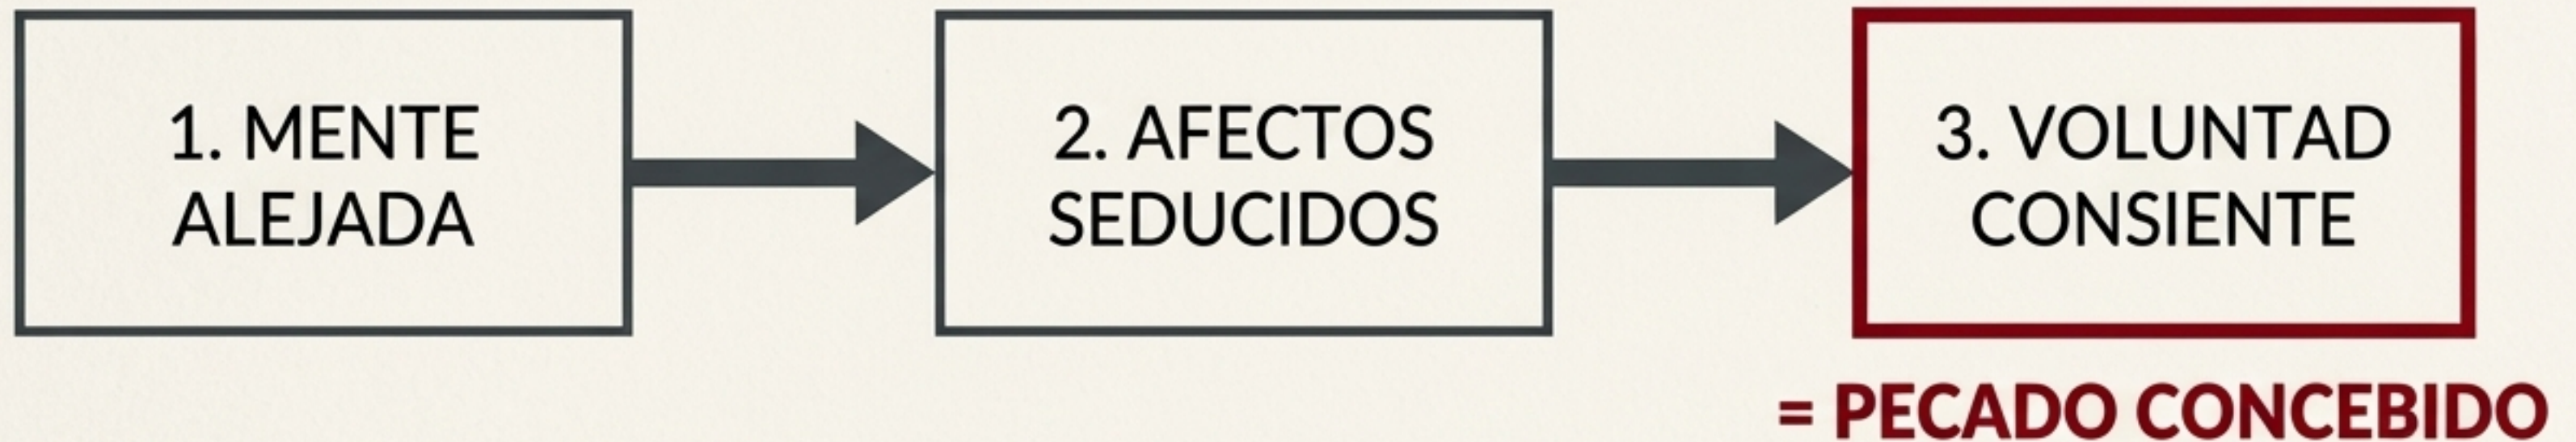 1. MENTE
ALEJADA
2. AFECTOS
SEDUCIDOS
3. VOLUNTAD
CONSIENTE
= PECADO CONCEBIDO